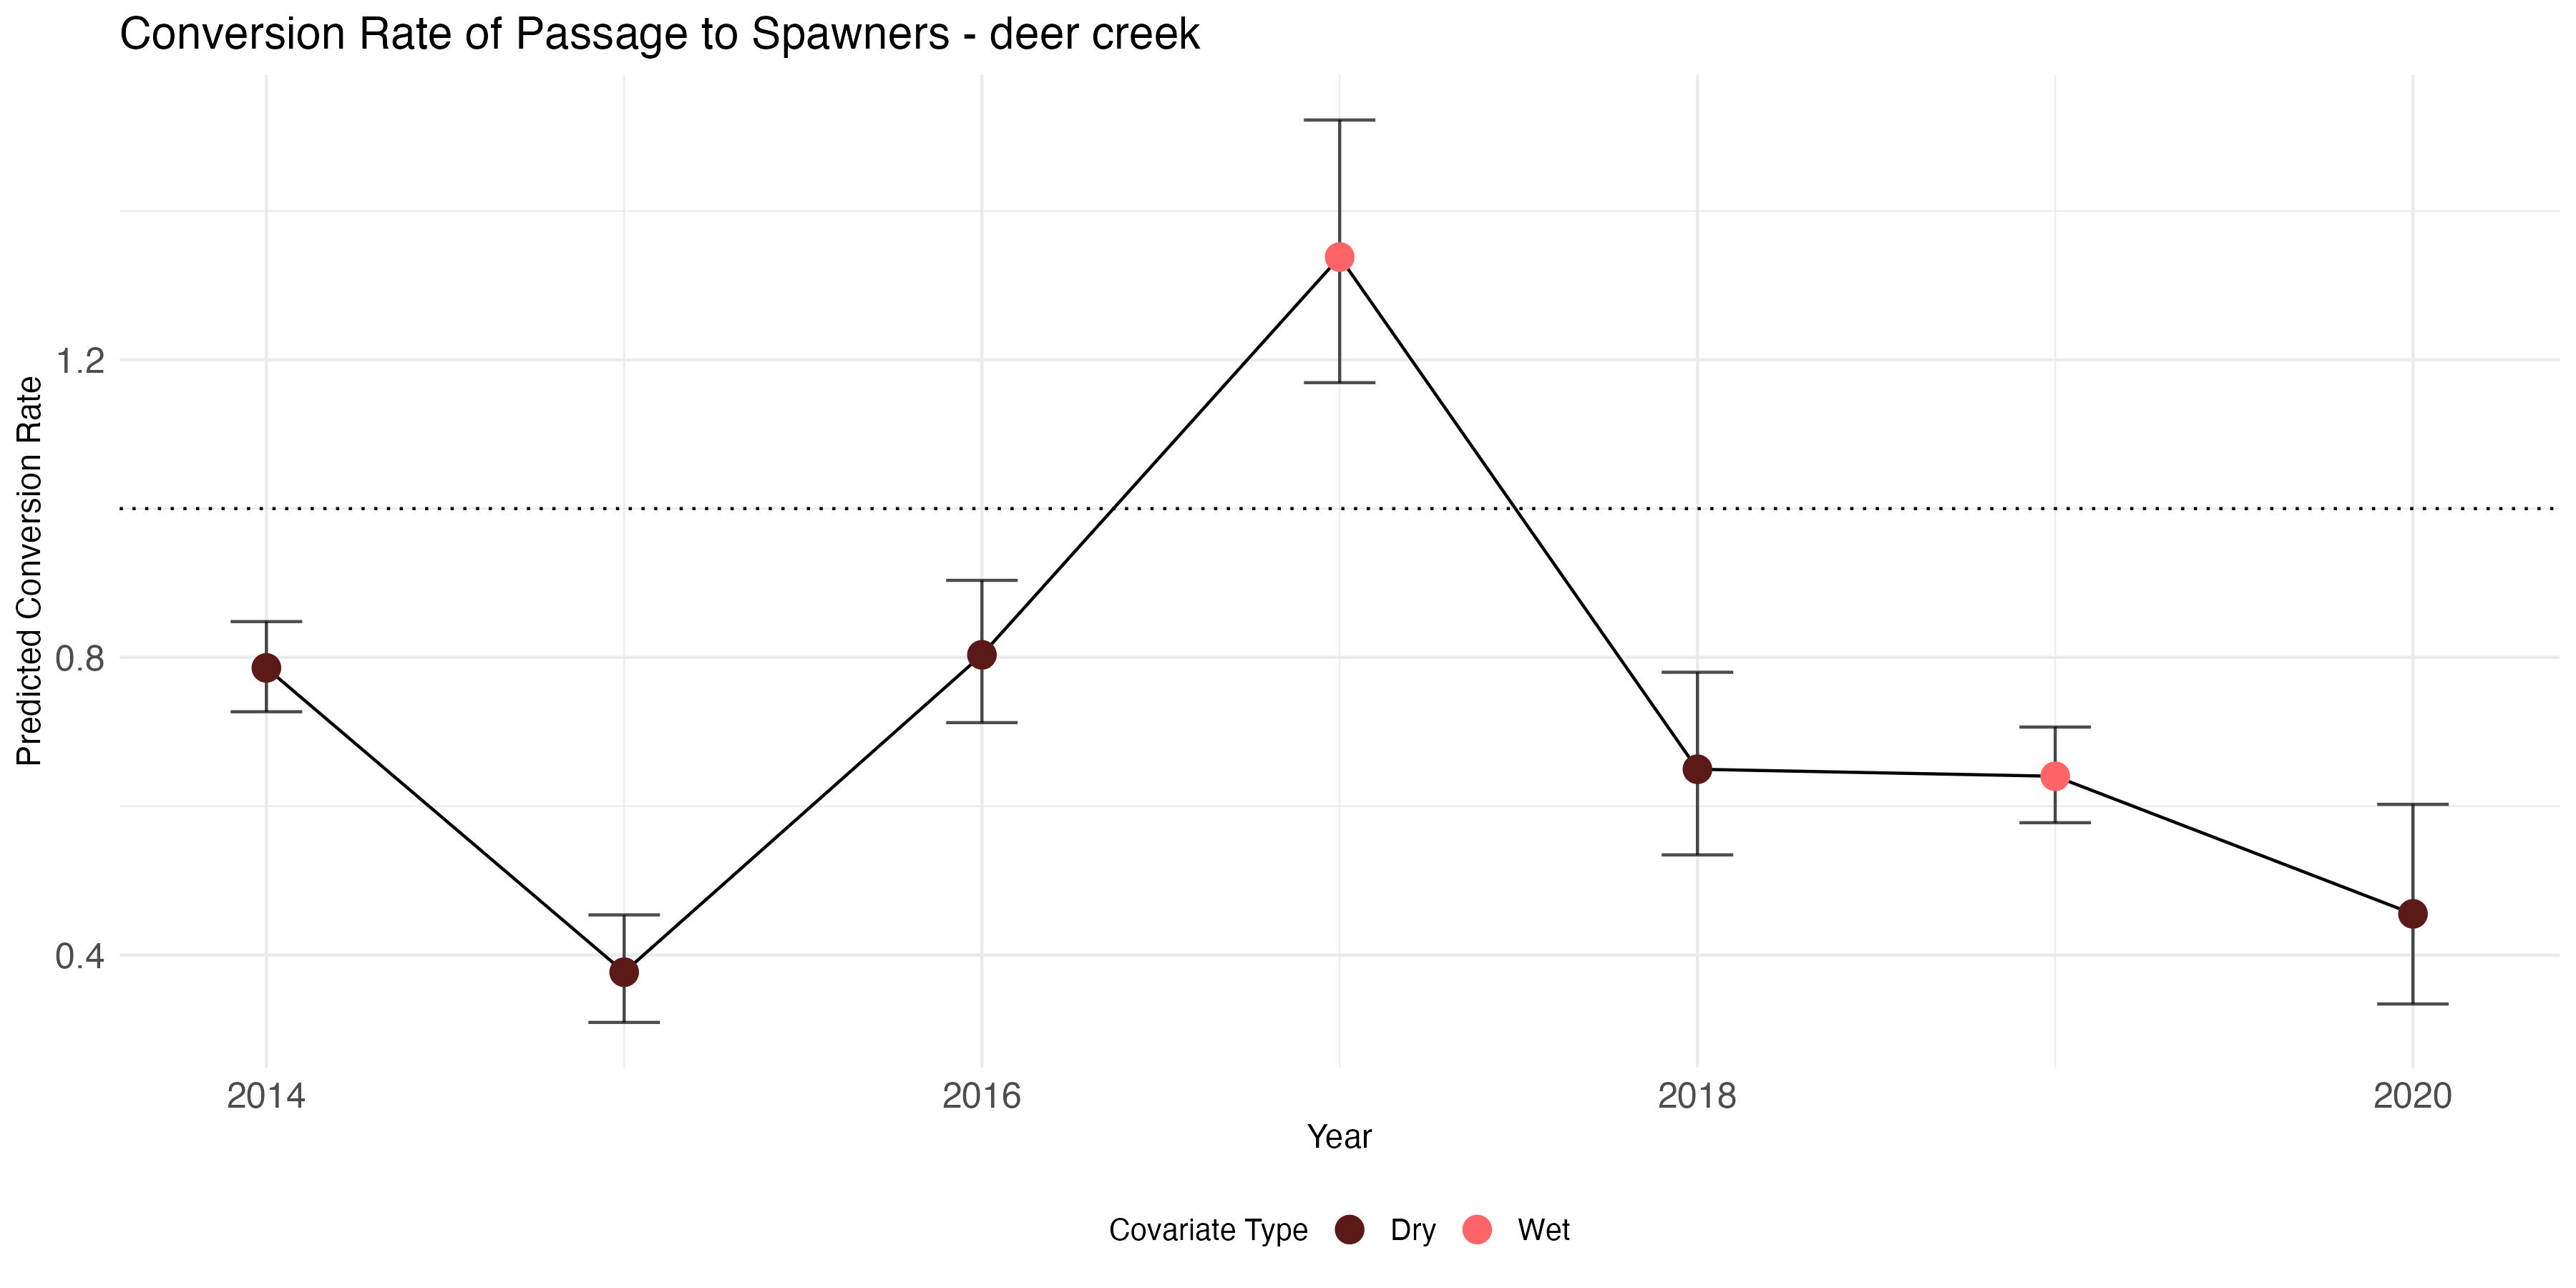 Conversion Rate of Passage to Spawners - deer creek
Predicted Conversion Rate
1.2
0.8
0.4
2014
2016
2018
2020
Year
Covariate Type
Dry
Wet